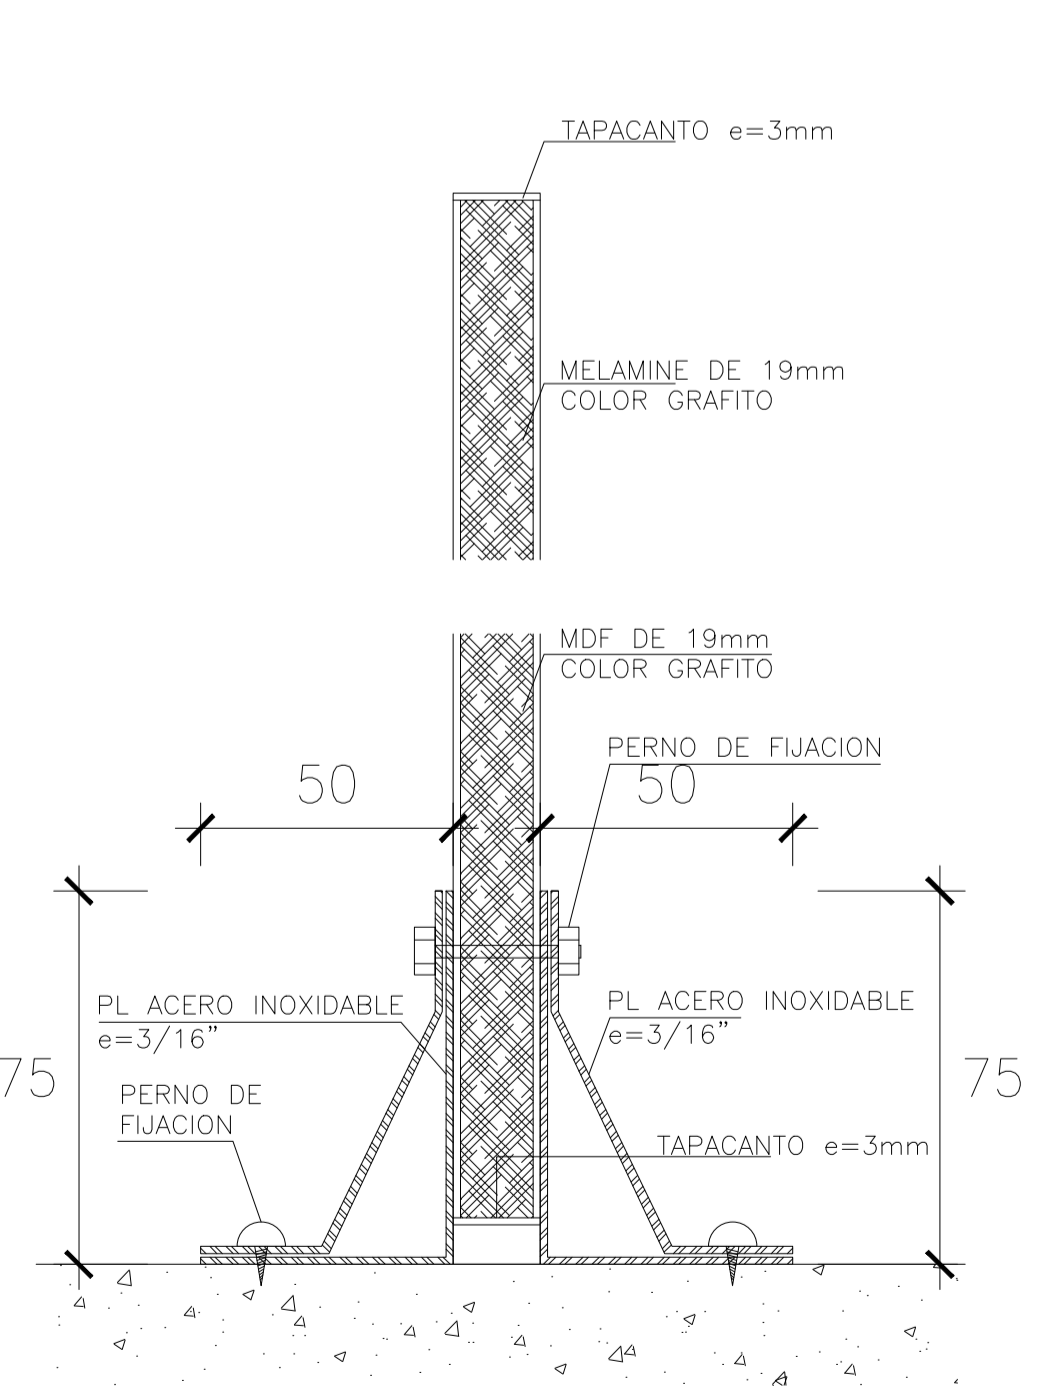 TAPACANTO e=3mm
MELAMINE DE 19mm
COLOR GRAFITO
MDF DE 19mm
COLOR GRAFITO
PERNO DE FIJACION
50
50
PL ACERO INOXIDABLE
e=3/16”
PL ACERO INOXIDABLE
e=3/16”
75
75
PERNO DE
FIJACION
TAPACANTO e=3mm